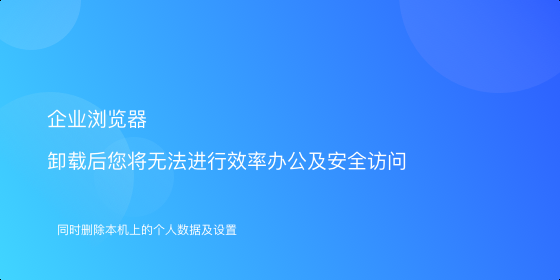 企业浏览器
卸载后您将无法进行效率办公及安全访问
同时删除本机上的个人数据及设置